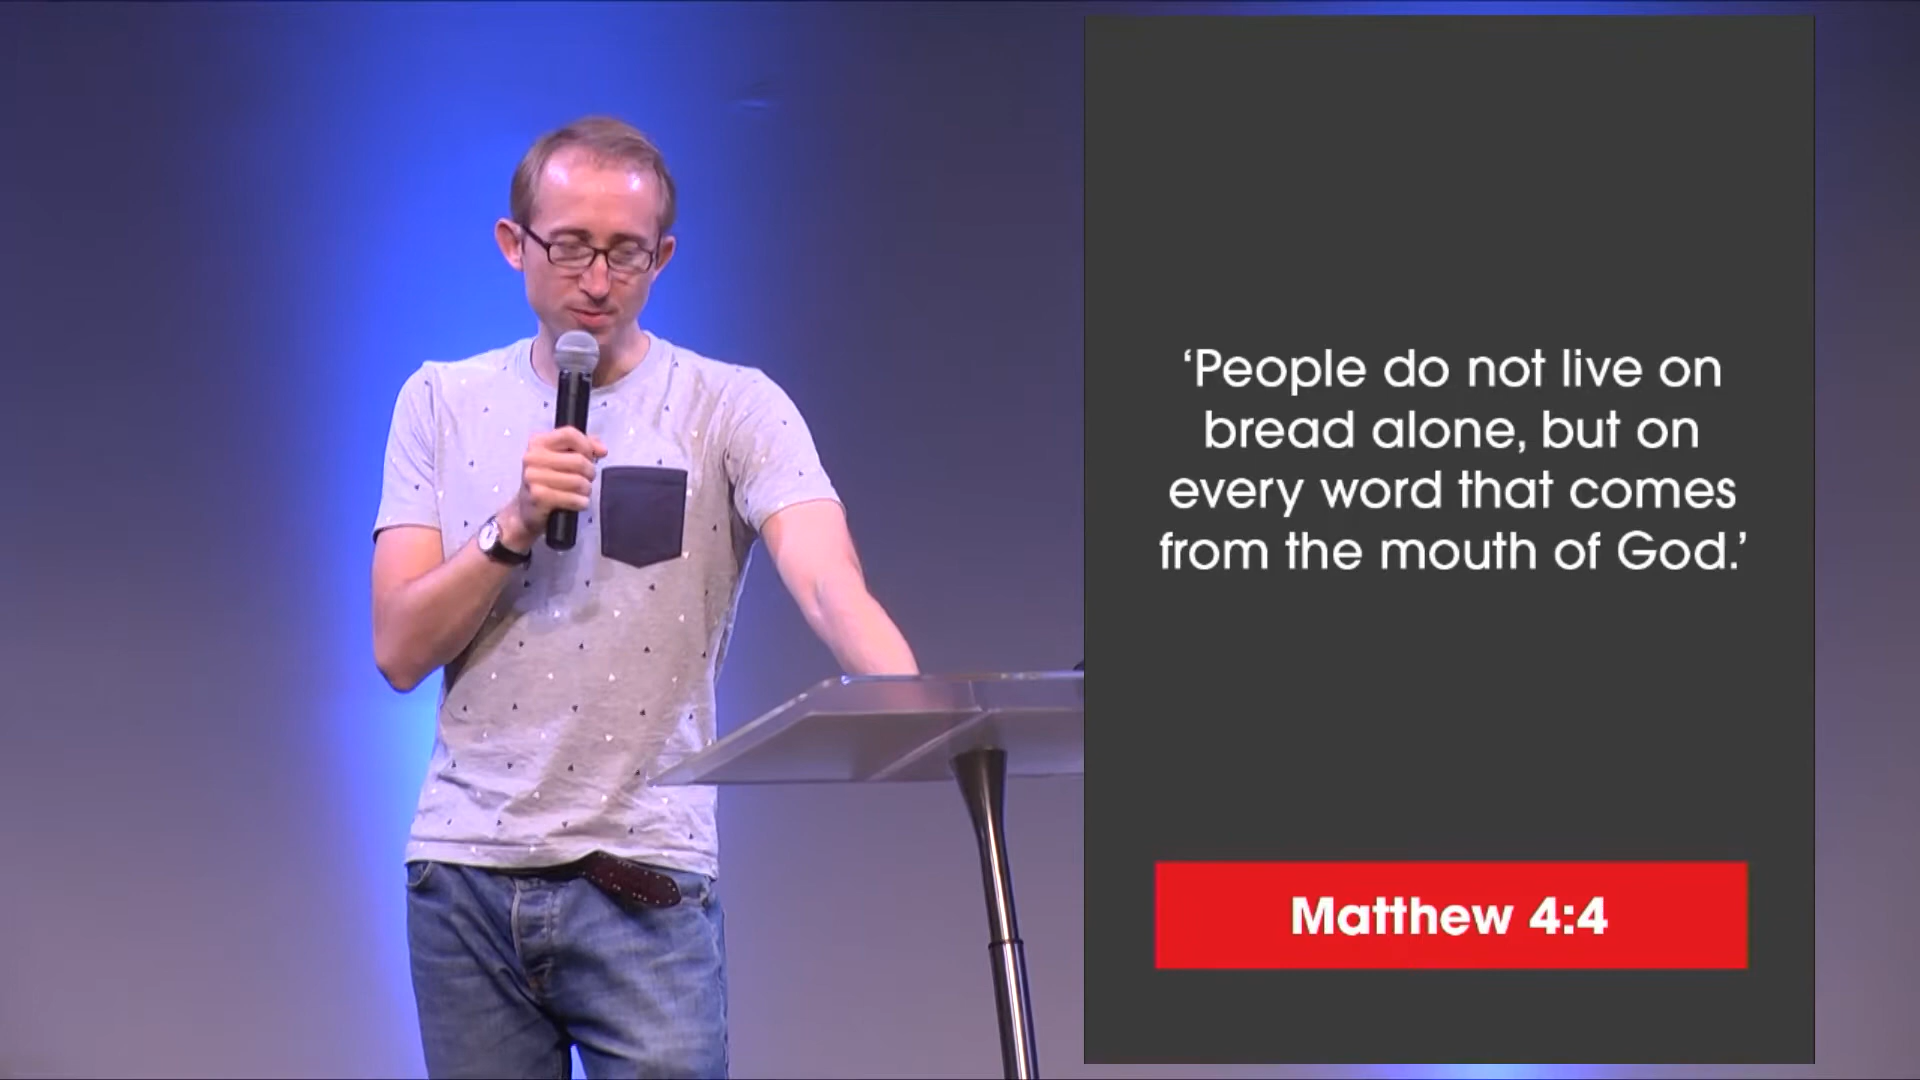 ‘People do not live on
bread alone, but on
every word that comes
from the mouth of God.’
Matthew 4:4